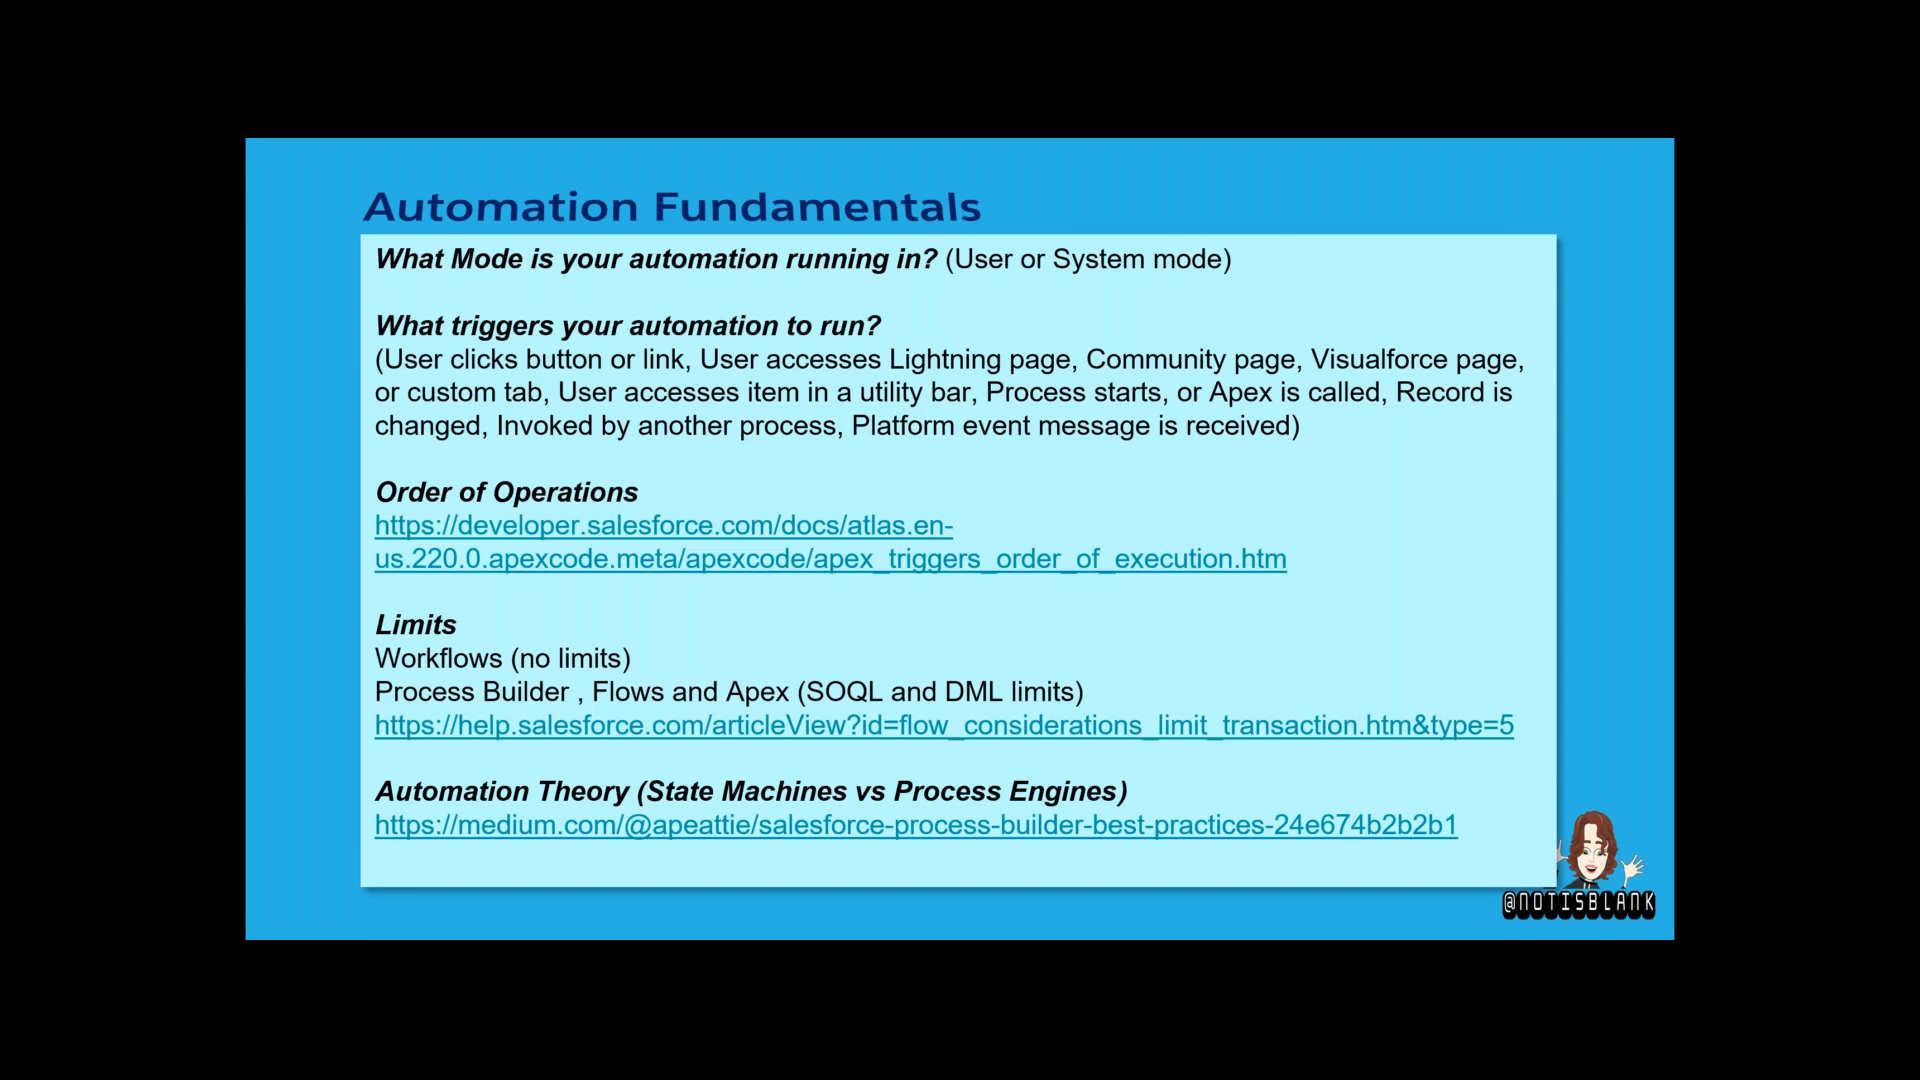 Automation Fundamentals
What Mode is your automation running in? (User or System mode)
What triggers your automation to run?
(User clicks button or link, User accesses Lightning page, Community page, Visualforce page,
or custom tab, User accesses item in a utility bar, Process starts, or Apex is called, Record is
changed, Invoked by another process, Platform event message is received)
Order of Operations
https://developer.salesforce.com/docs/atlas.en-
us.220.0.apexcode.meta/apexcode/apex_triggers_order_of_execution.htm
Limits
Workflows (no limits)
Process Builder , Flows and Apex (SOQL and DML limits)
https://help.salesforce.com/articleView?id=flow_considerations_limit_transaction.htm&type=5
Automation Theory (State Machines vs Process Engines)
https://medium.com/@apeattie/salesforce-process-builder-best-practices-24e674b2b2b1
@NOTISBLANK